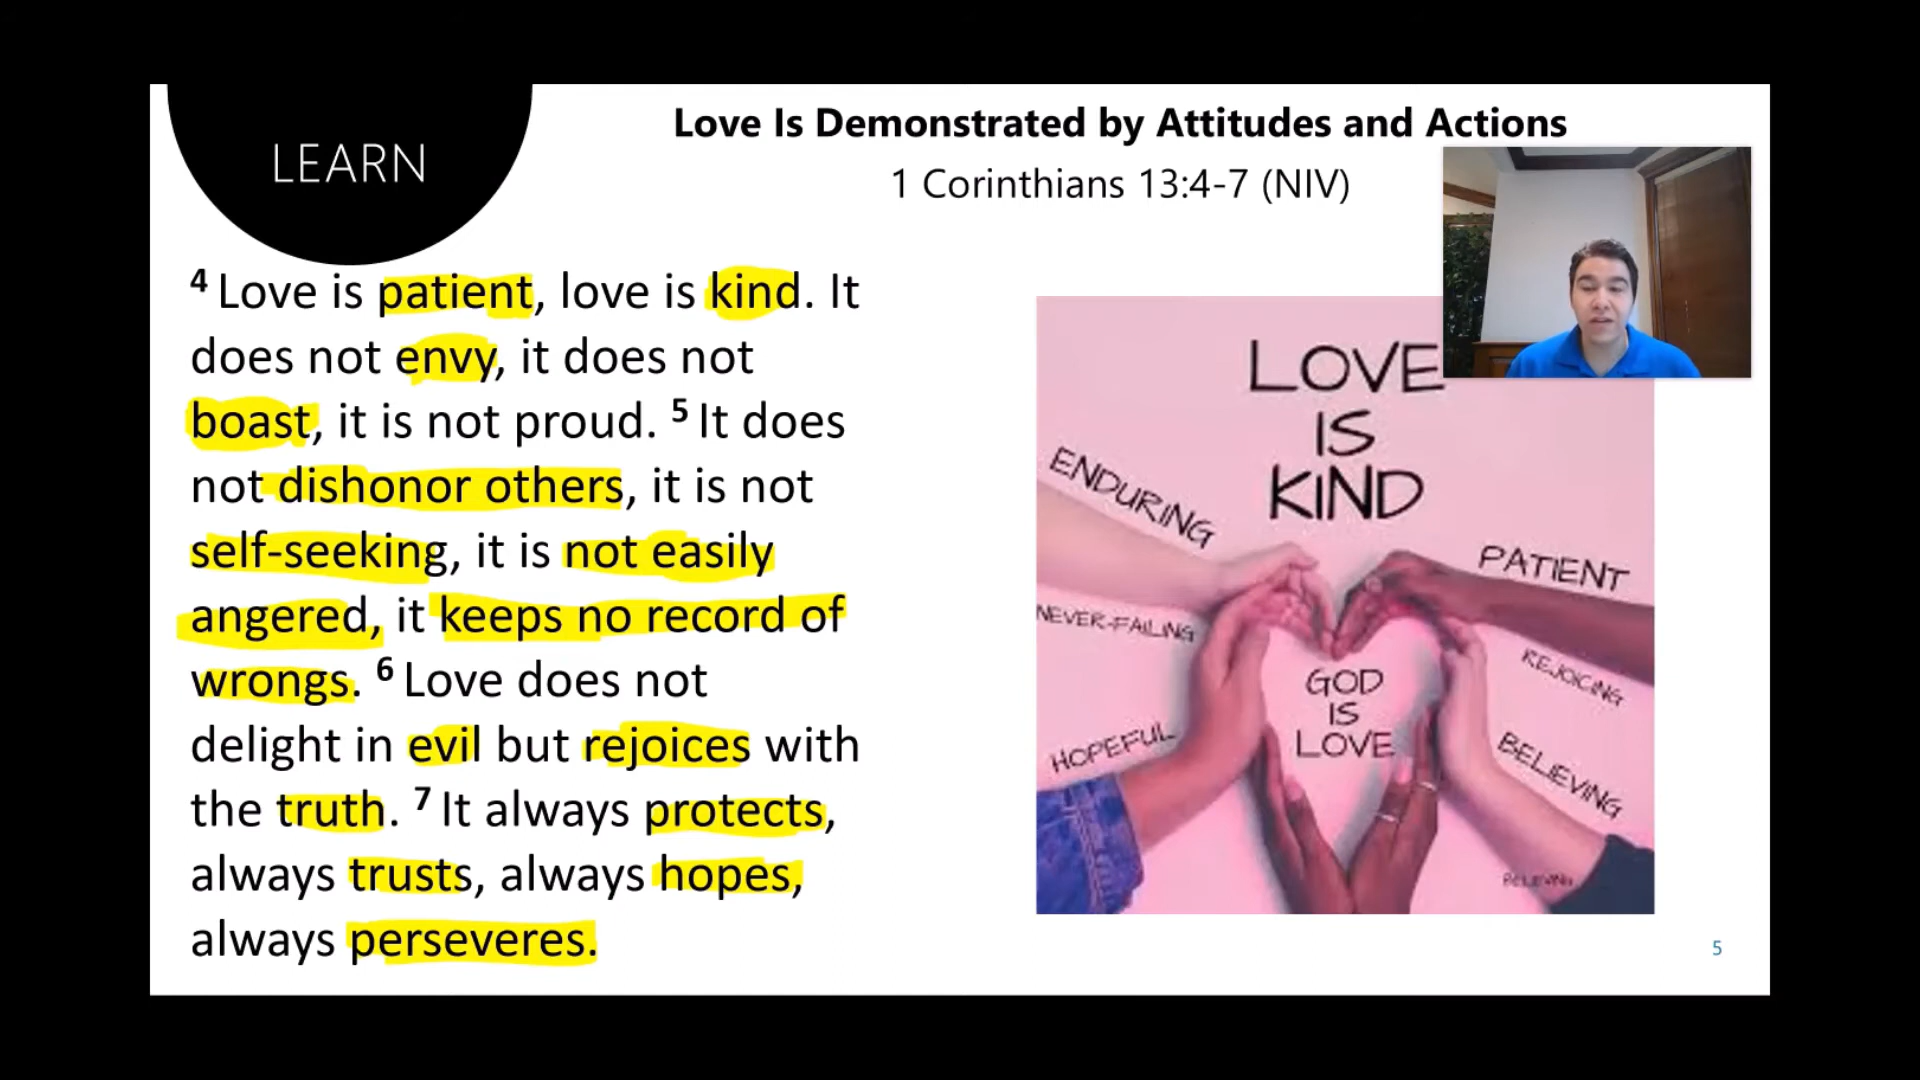 LEARN
Love Is Demonstrated by Attitudes and Actions
1 Corinthians 13:4-7 (NIV)
4 Love is patient, love is kind. It
does not envy, it does not
boast, it is not proud. 5 It does
not dishonor others, it is not
self-seeking, it is not easily
angered, it keeps no record of
wrongs. 6 Love does not
delight in evil but rejoices with
the truth. 7 It always protects,
always trusts, always hopes,
always perseveres.
LOVE
IS
KIND
ENDURING
PATIENT
NEVER-FAILING
REJOICING
GOD
IS
LOVE
HOPEFUL
BELIEVING
BELIEVING
5